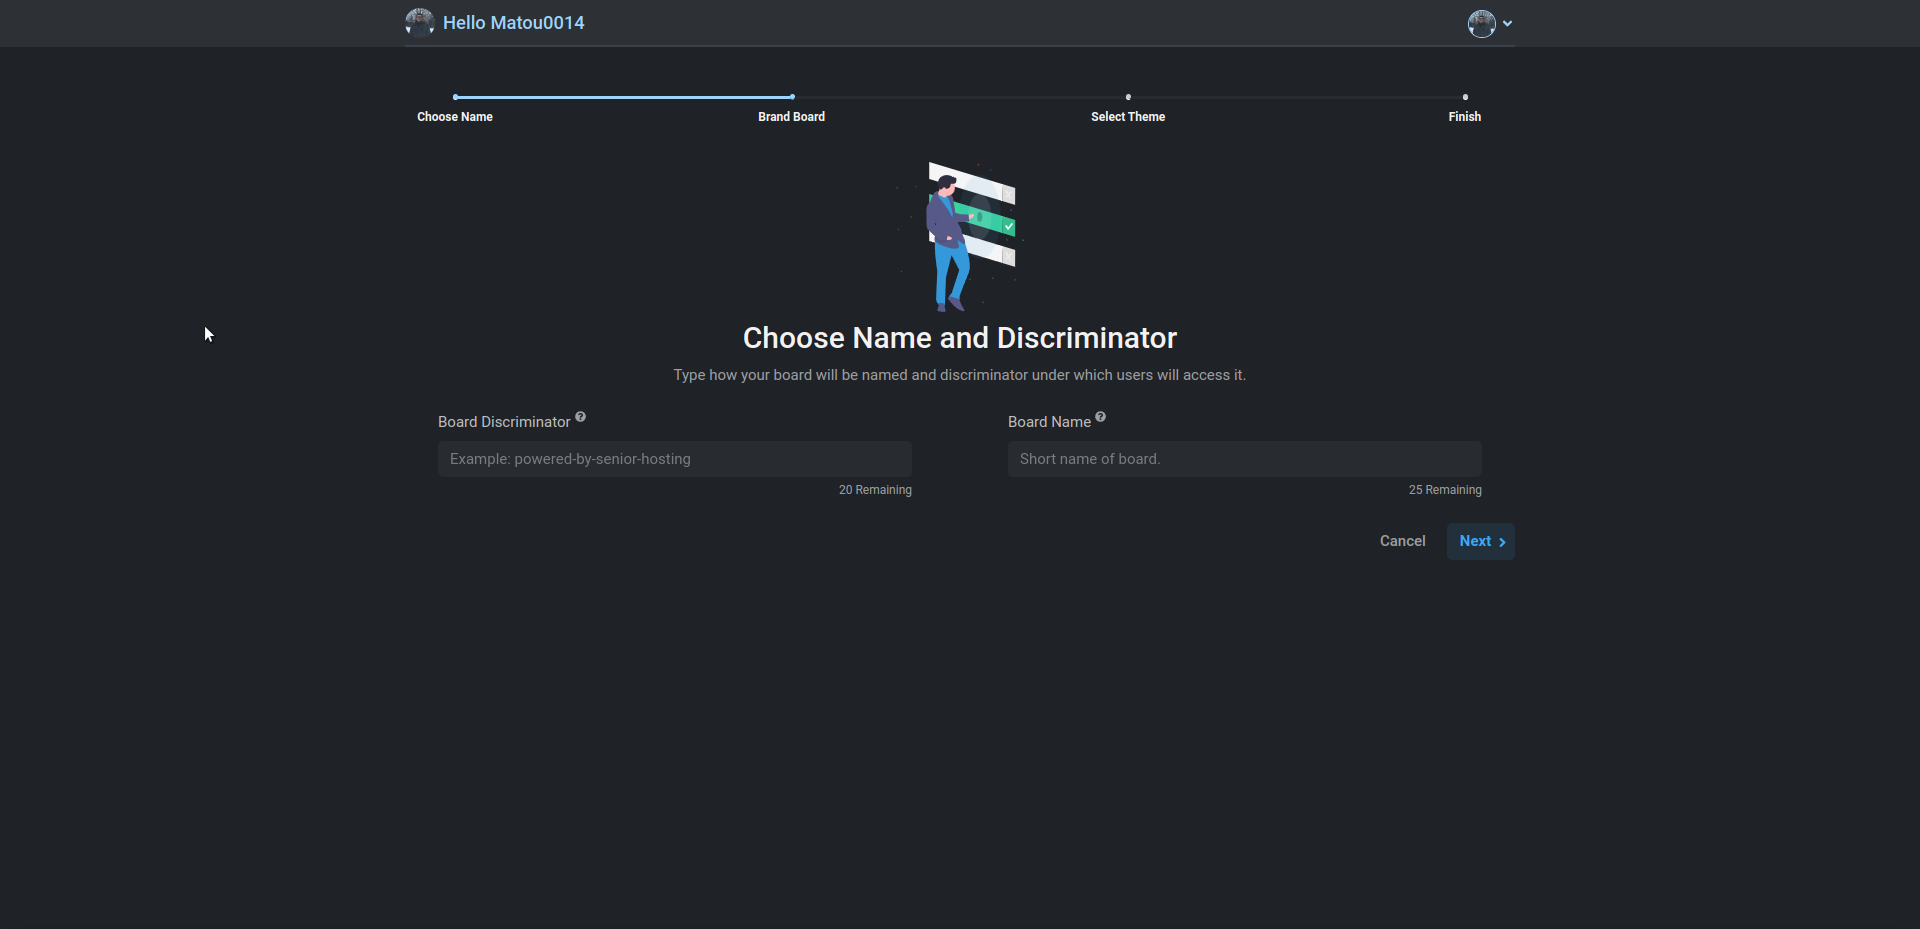 Hello Matou0014
Choose Name
Brand Board
Select Theme
Finish
Choose Name and Discriminator
Type how your board will be named and discriminator under which users will access it.
Board Discriminator
Board Name
Example: powered-by-senior-hosting
Short name of board.
20 Remaining
25 Remaining
Cancel
Next